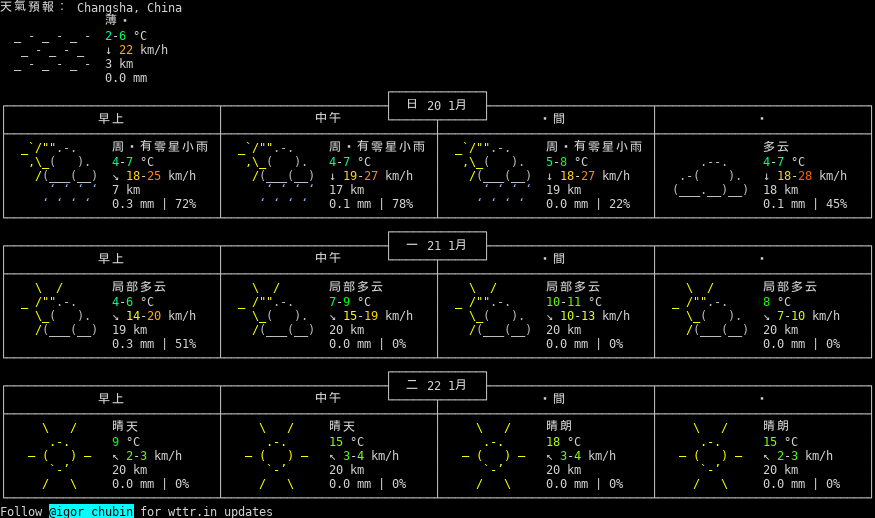 天氣預報： Changsha, China
薄・
2-6 °C
↓ 22 km/h
3 km
0.0 mm
日 20 1月
早上 中午 ・間 ・
周・有零星小雨 周・有零星小雨 周・有零星小雨 多云
4-7 °C 4-7 °C 5-8 °C 4-7 °C
↘ 18-25 km/h ↓ 19-27 km/h ↓ 18-27 km/h ↓ 18-28 km/h
7 km 17 km 19 km 18 km
0.3 mm | 72% 0.1 mm | 78% 0.0 mm | 22% 0.1 mm | 45%
一 21 1月
早上 中午 ・間 ・
局部多云 局部多云 局部多云 局部多云
4-6 °C 7-9 °C 10-11 °C 8 °C
↘ 14-20 km/h ↘ 15-19 km/h ↘ 10-13 km/h ↘ 7-10 km/h
19 km 20 km 20 km 20 km
0.3 mm | 51% 0.0 mm | 0% 0.0 mm | 0% 0.0 mm | 0%
二 22 1月
早上 中午 ・間 ・
晴天 晴天 晴朗 晴朗
9 °C 15 °C 18 °C 15 °C
↖ 2-3 km/h ↖ 3-4 km/h ↖ 3-4 km/h ↖ 2-3 km/h
20 km 20 km 20 km 20 km
0.0 mm | 0% 0.0 mm | 0% 0.0 mm | 0% 0.0 mm | 0%
Follow @igor_chubin for wttr.in updates